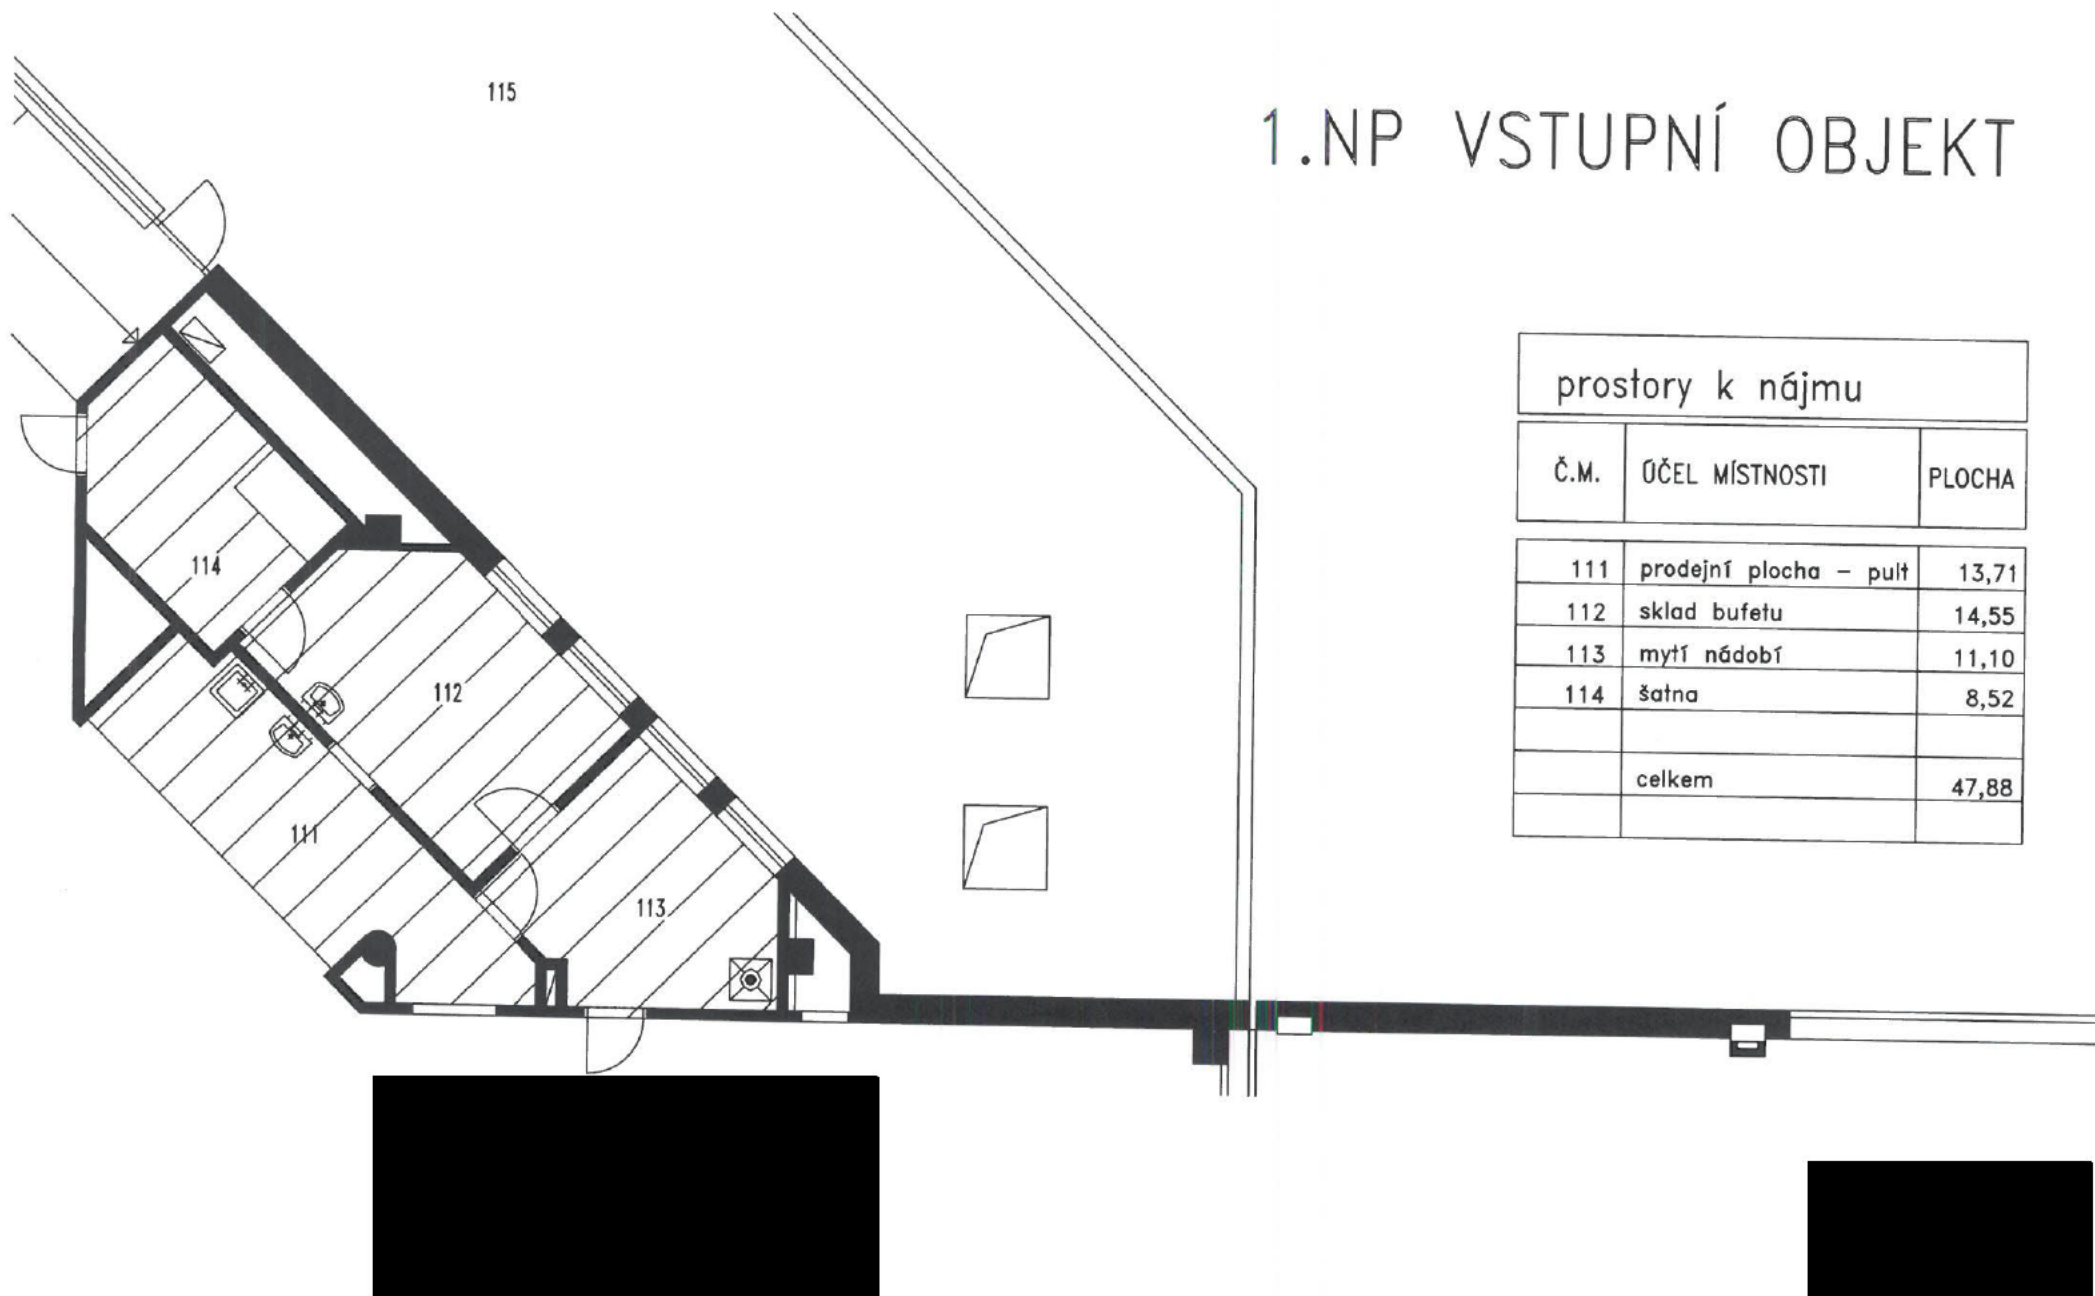 115
1.NP VSTUPNÍ OBJEKT
prostory k nájmu
Č.M. ÚČEL MÍSTNOSTI PLOCHA
111 prodejní plocha – pult 13,71
112 sklad bufetu 14,55
113 mytí nádobí 11,10
114 šatna 8,52
celkem 47,88
114
112
111
113